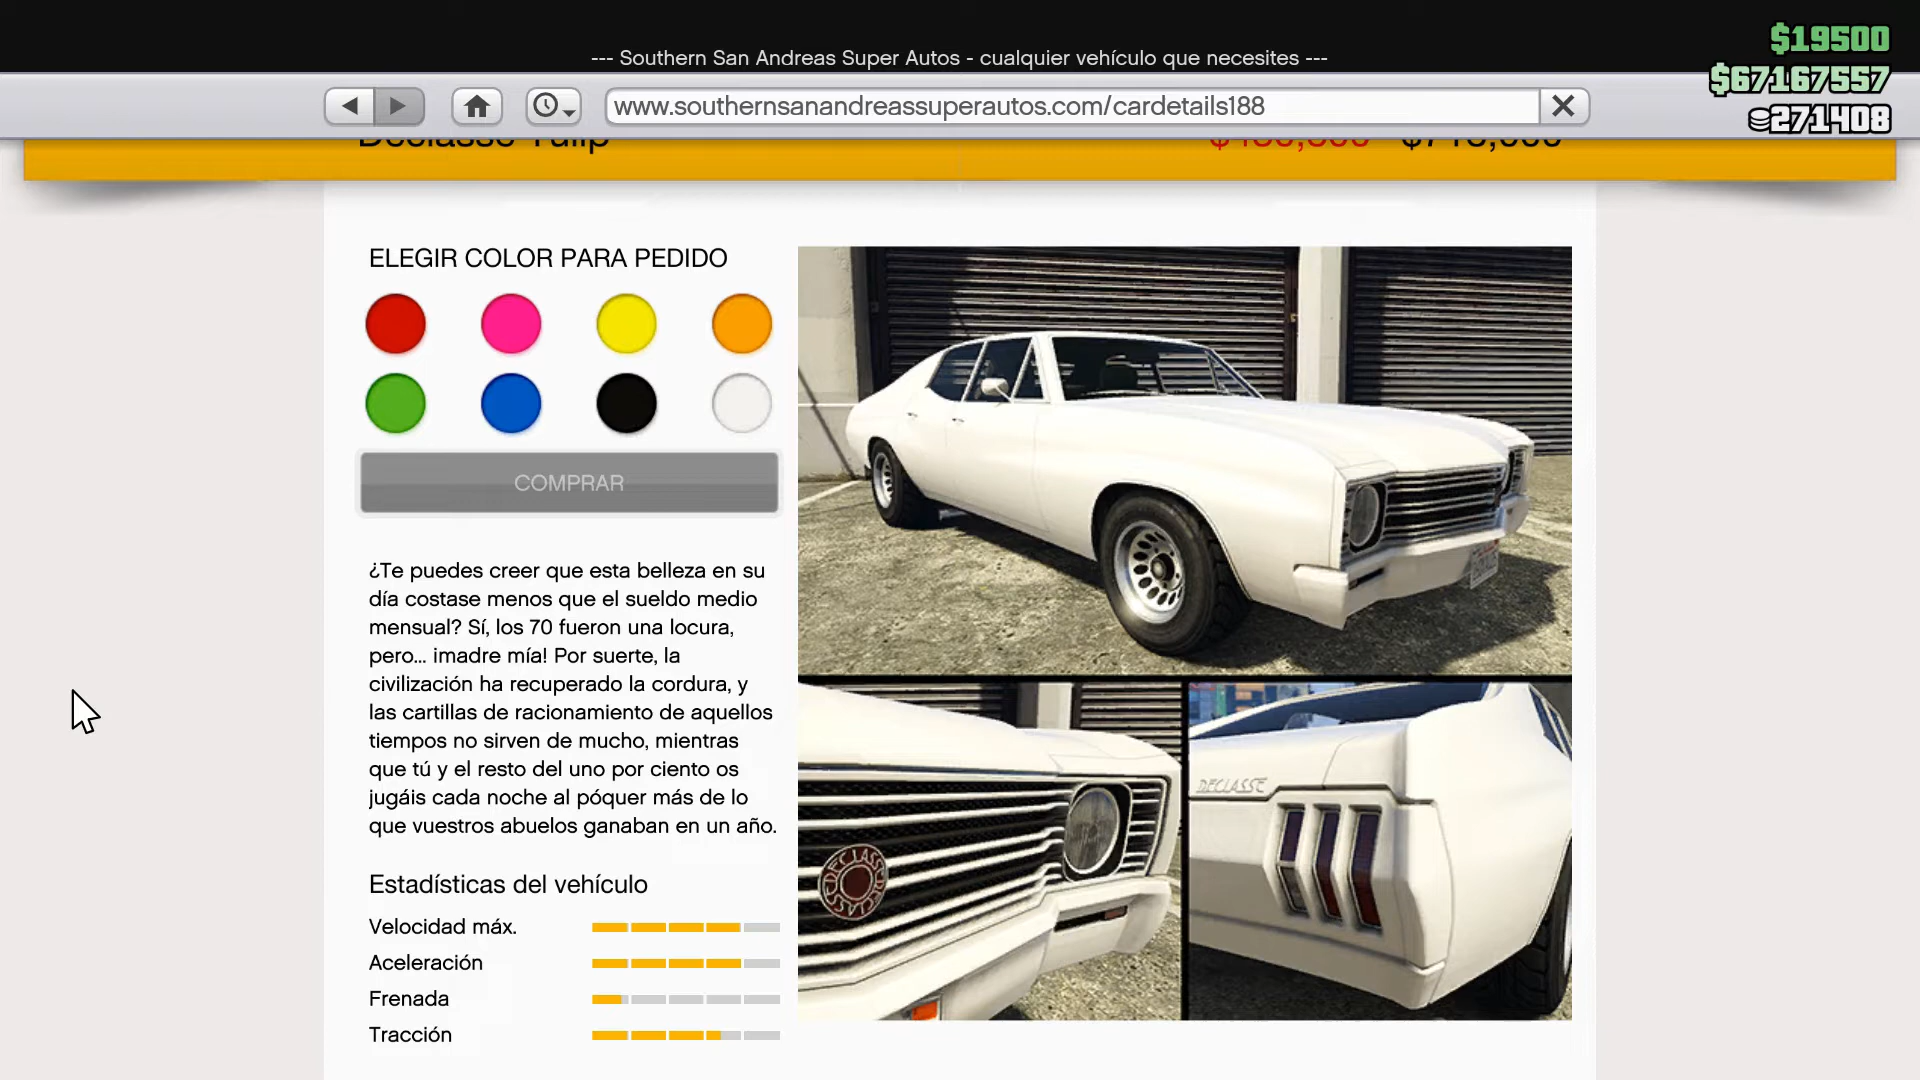 --- Southern San Andreas Super Autos - cualquier vehículo que necesites ---
$19500
$67167557
271408
www.southernsanandreassuperautos.com/cardetails188
Declasse Tulip
ELEGIR COLOR PARA PEDIDO
COMPRAR
¿Te puedes creer que esta belleza en su
día costase menos que el sueldo medio
mensual? Sí, los 70 fueron una locura,
pero... ¡madre mía! Por suerte, la
civilización ha recuperado la cordura, y
las cartillas de racionamiento de aquellos
tiempos no sirven de mucho, mientras
que tú y el resto del uno por ciento os
jugáis cada noche al póquer más de lo
que vuestros abuelos ganaban en un año.
Estadísticas del vehículo
Velocidad máx.
Aceleración
Frenada
Tracción
DECLASSE
DECLASSE